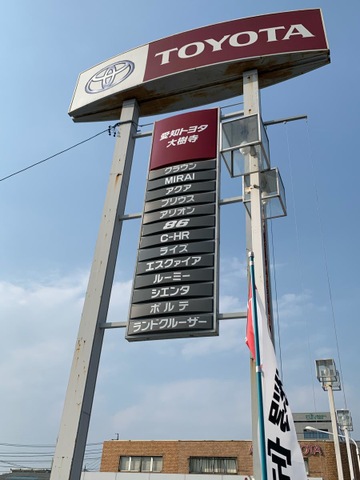 TOYOTA
愛知トヨタ
大樹寺
クラウン
MIRAI
アクア
プリウス
アリオン
86
C-HR
ライズ
エスクァイア
ルーミー
シエンタ
ポルテ
ランドクルーザー
認定